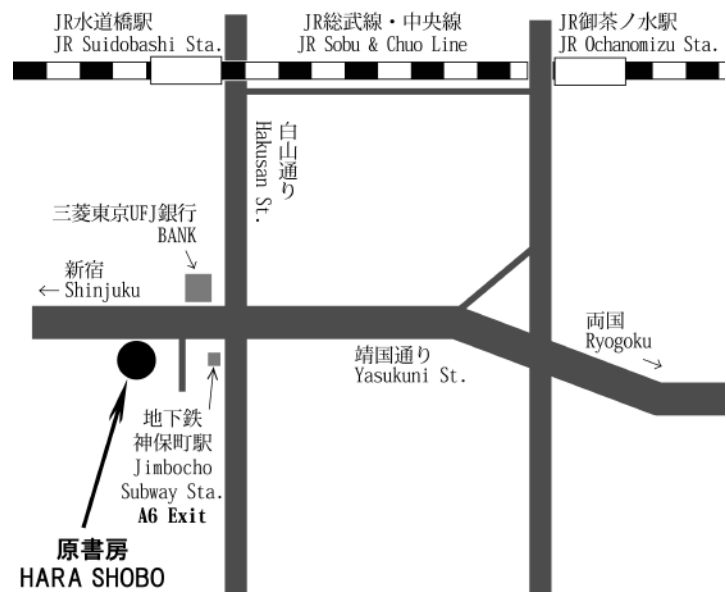 JR水道橋駅
JR Suidobashi Sta.
JR総武線・中央線
JR Sobu & Chuo Line
JR御茶ノ水駅
JR Ochanomizu Sta.
白山通り
Hakusan St.
三菱東京UFJ銀行
BANK
新宿
← Shinjuku
両国
Ryogoku
靖国通り
Yasukuni St.
地下鉄
神保町駅
Jimbocho
Subway Sta.
A6 Exit
原書房
HARA SHOBO